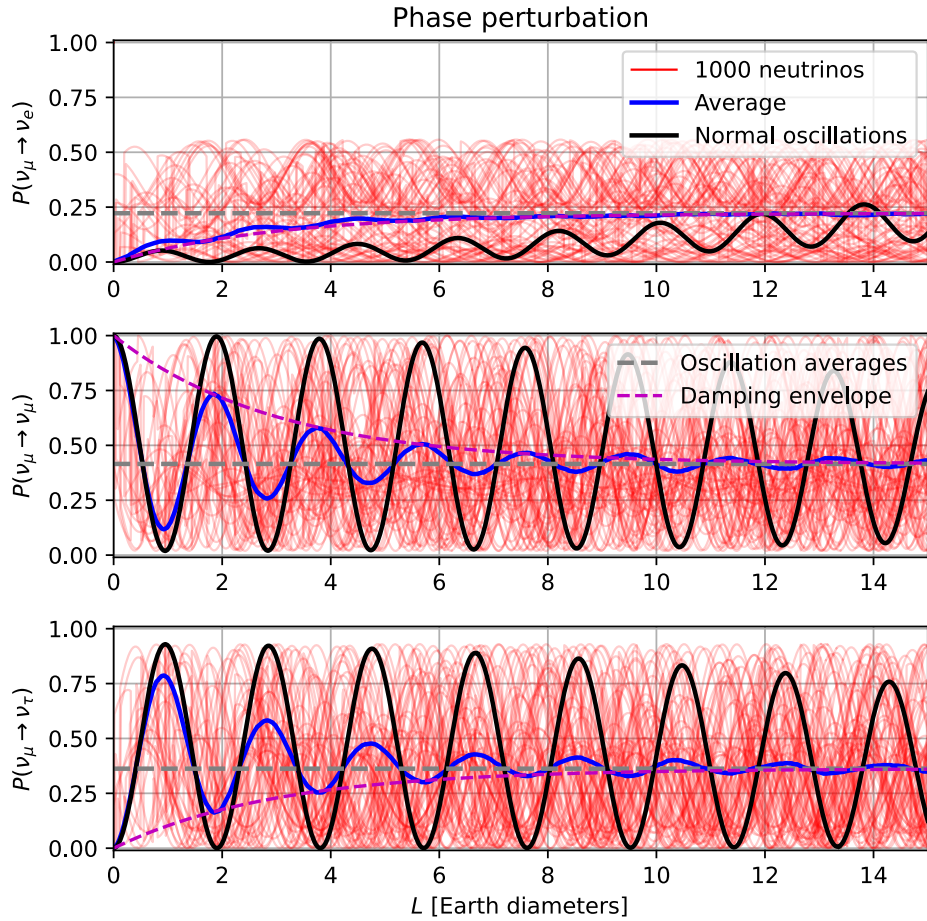 Phase perturbation
P(ν_μ → ν_e)
1.00
0.75
0.50
0.25
0.00
1000 neutrinos
Average
Normal oscillations
0 2 4 6 8 10 12 14
P(ν_μ → ν_μ)
1.00
0.75
0.50
0.25
0.00
Oscillation averages
Damping envelope
0 2 4 6 8 10 12 14
P(ν_μ → ν_τ)
1.00
0.75
0.50
0.25
0.00
0 2 4 6 8 10 12 14
L [Earth diameters]